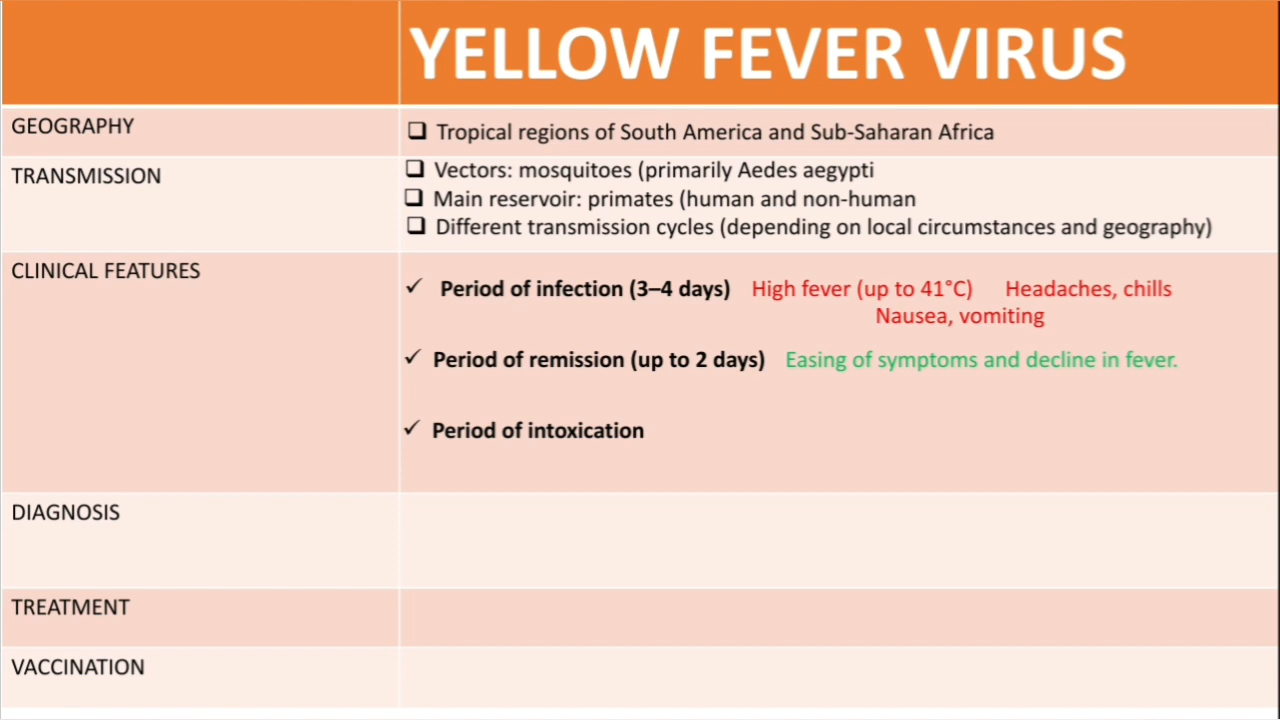 YELLOW FEVER VIRUS
GEOGRAPHY
❑ Tropical regions of South America and Sub-Saharan Africa
TRANSMISSION
❑ Vectors: mosquitoes (primarily Aedes aegypti
❑ Main reservoir: primates (human and non-human
❑ Different transmission cycles (depending on local circumstances and geography)
CLINICAL FEATURES
✓ Period of infection (3–4 days) High fever (up to 41°C) Headaches, chills
Nausea, vomiting
✓ Period of remission (up to 2 days) Easing of symptoms and decline in fever.
✓ Period of intoxication
DIAGNOSIS
TREATMENT
VACCINATION